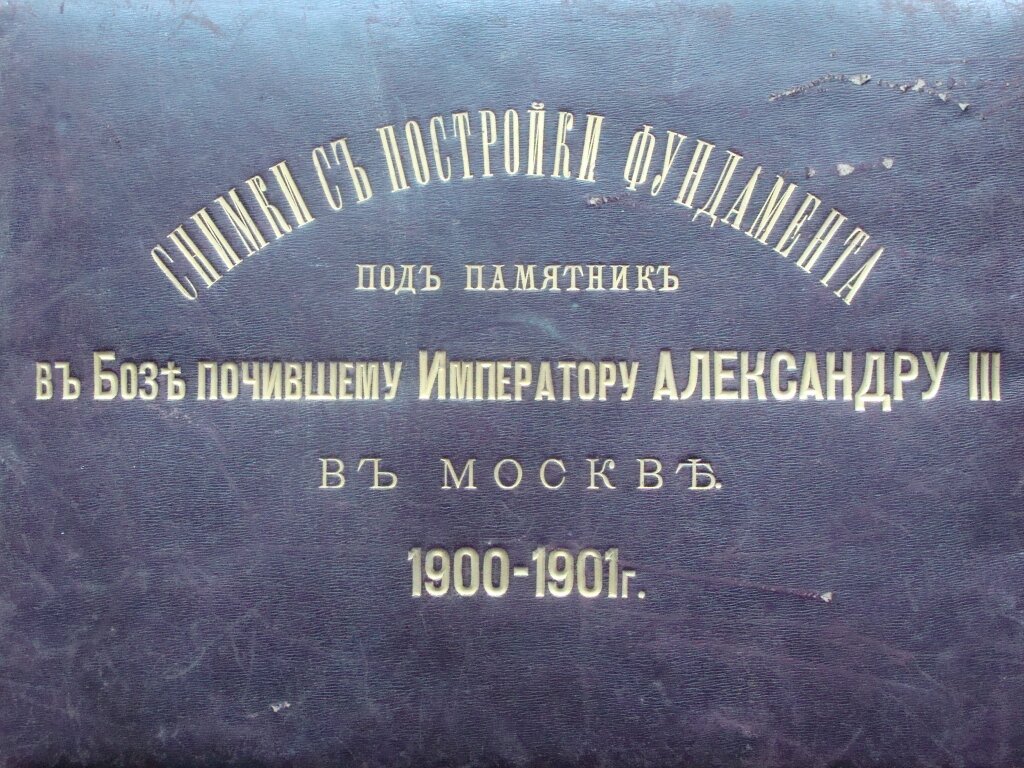 СНИМКИ СЪ ПОСТРОЙКИ ФУНДАМЕНТА
ПОДЪ ПАМЯТНИКЪ
ВЪ БОЗѢ ПОЧИВШЕМУ ИМПЕРАТОРУ АЛЕКСАНДРУ III
ВЪ МОСКВѢ.
1900-1901г.